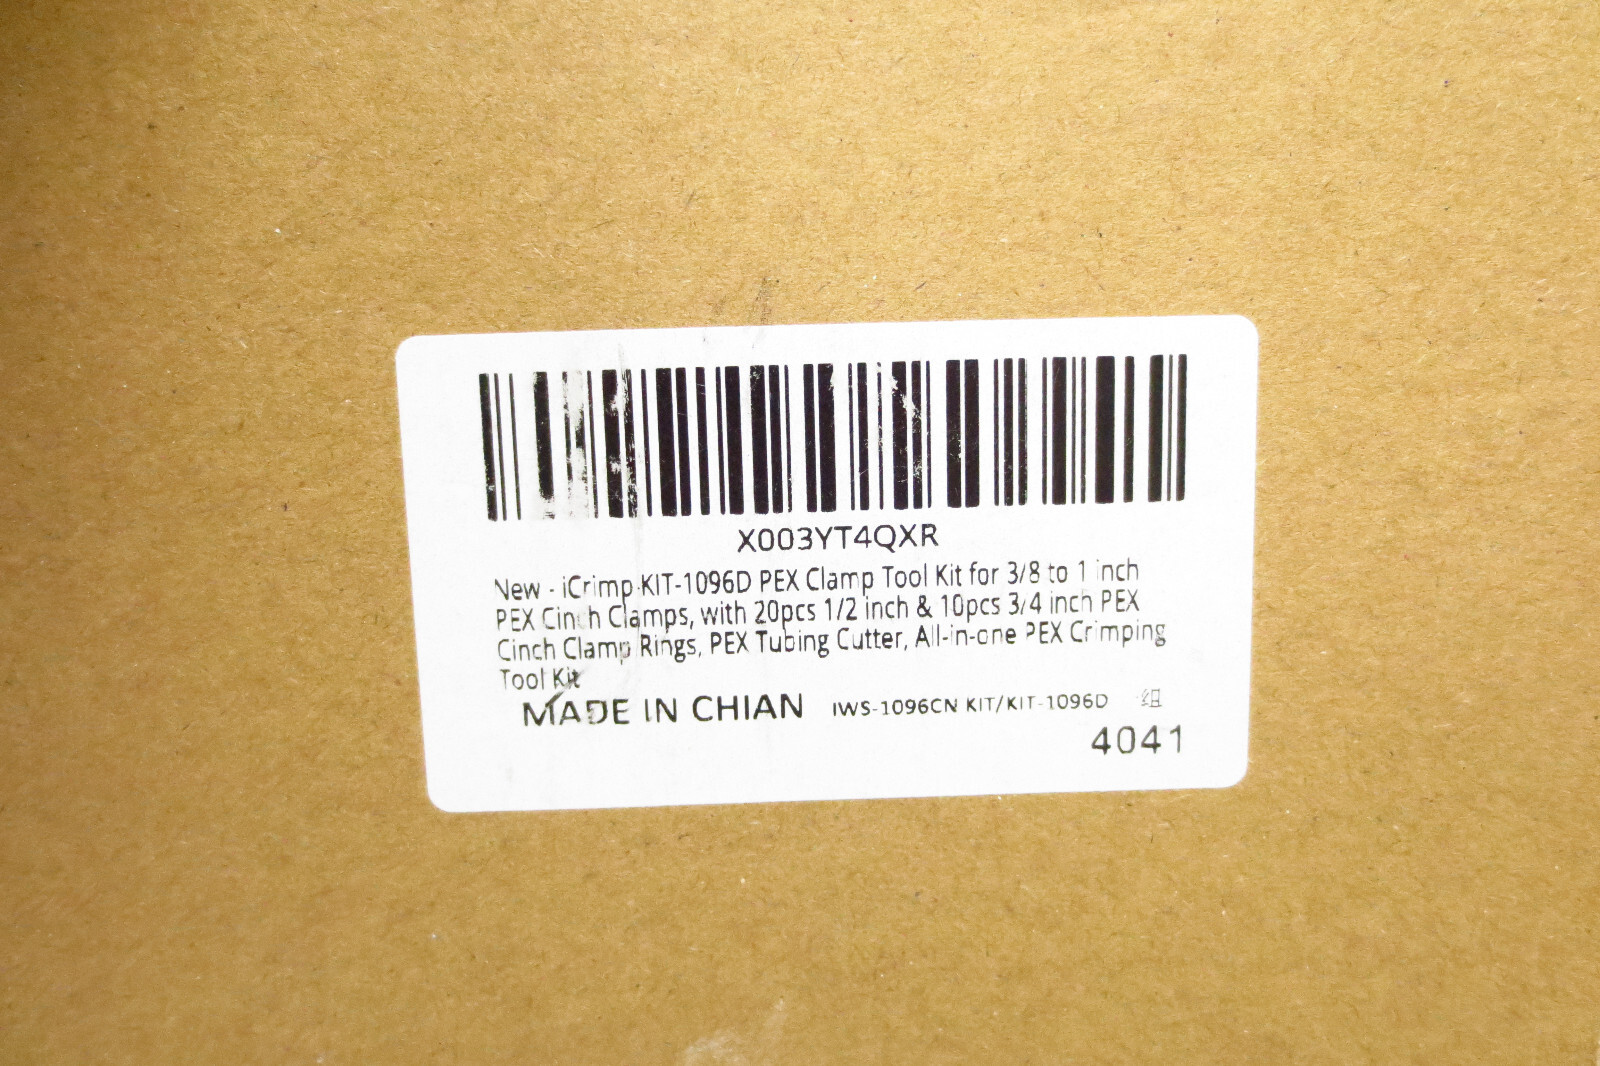 X003YT4QXR
New - iCrimp KIT-1096D PEX Clamp Tool Kit for 3/8 to 1 inch
PEX Cinch Clamps, with 20pcs 1/2 inch & 10pcs 3/4 inch PEX
Cinch Clamp Rings, PEX Tubing Cutter, All-in-one PEX Crimping
Tool Kit
MADE IN CHIAN IWS-1096CN KIT/KIT-1096D 组
4041